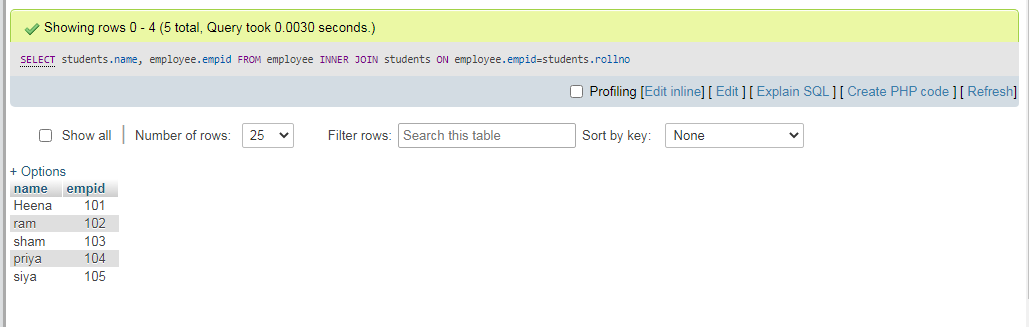 Showing rows 0 - 4 (5 total, Query took 0.0030 seconds.)
SELECT students.name, employee.empid FROM employee INNER JOIN students ON employee.empid=students.rollno
Profiling [Edit inline] [ Edit ] [ Explain SQL ] [ Create PHP code ] [ Refresh]
Show all | Number of rows: 25 Filter rows: Search this table Sort by key: None
+ Options
name empid
Heena 101
ram 102
sham 103
priya 104
siya 105